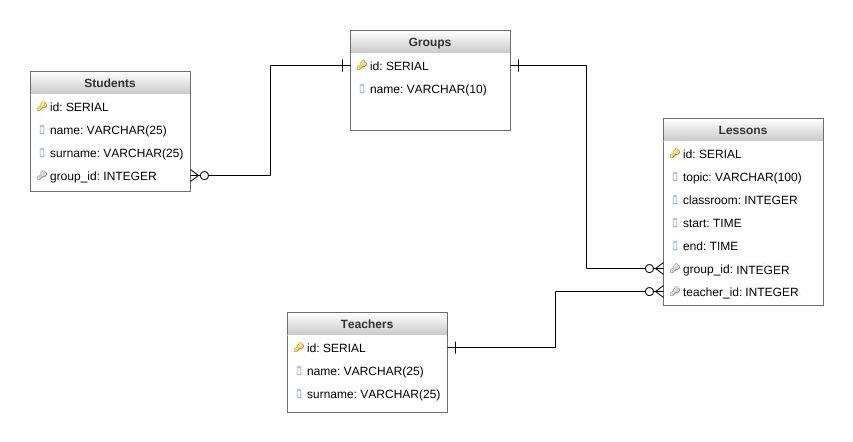 Groups
id: SERIAL
name: VARCHAR(10)
Students
id: SERIAL
name: VARCHAR(25)
surname: VARCHAR(25)
group_id: INTEGER
Lessons
id: SERIAL
topic: VARCHAR(100)
classroom: INTEGER
start: TIME
end: TIME
group_id: INTEGER
teacher_id: INTEGER
Teachers
id: SERIAL
name: VARCHAR(25)
surname: VARCHAR(25)